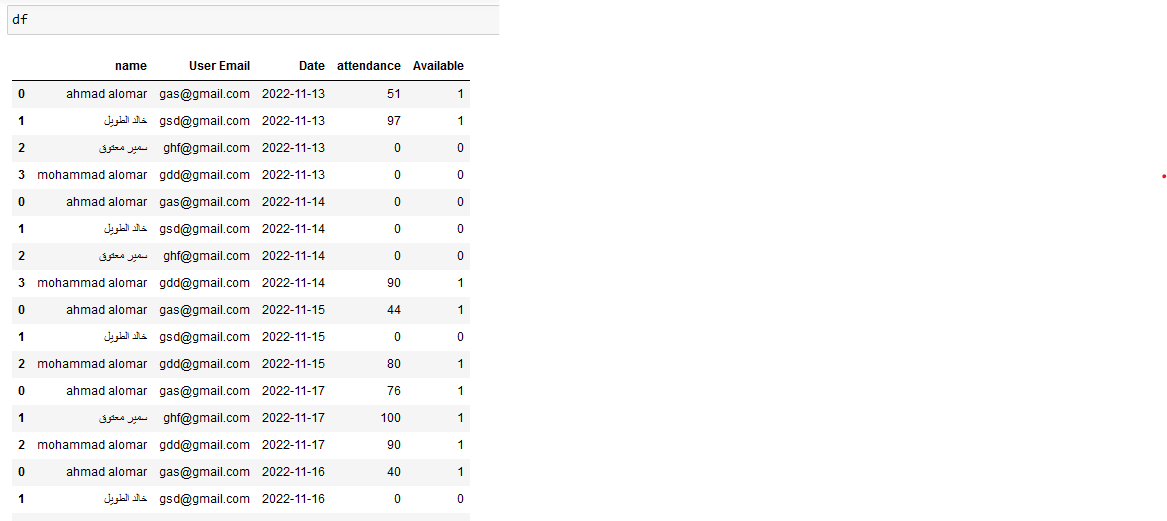 df
name User Email Date attendance Available
0 ahmad alomar gas@gmail.com 2022-11-13 51 1
1 خالد الطويل gsd@gmail.com 2022-11-13 97 1
2 سمير معتوق ghf@gmail.com 2022-11-13 0 0
3 mohammad alomar gdd@gmail.com 2022-11-13 0 0
0 ahmad alomar gas@gmail.com 2022-11-14 0 0
1 خالد الطويل gsd@gmail.com 2022-11-14 0 0
2 سمير معتوق ghf@gmail.com 2022-11-14 0 0
3 mohammad alomar gdd@gmail.com 2022-11-14 90 1
0 ahmad alomar gas@gmail.com 2022-11-15 44 1
1 خالد الطويل gsd@gmail.com 2022-11-15 0 0
2 mohammad alomar gdd@gmail.com 2022-11-15 80 1
0 ahmad alomar gas@gmail.com 2022-11-17 76 1
1 سمير معتوق ghf@gmail.com 2022-11-17 100 1
2 mohammad alomar gdd@gmail.com 2022-11-17 90 1
0 ahmad alomar gas@gmail.com 2022-11-16 40 1
1 خالد الطويل gsd@gmail.com 2022-11-16 0 0